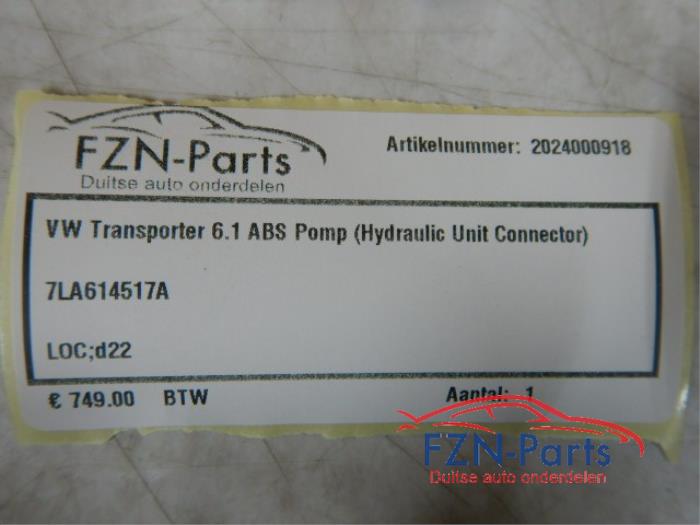 FZN-Parts
Duitse auto onderdelen
Artikelnummer: 2024000918
VW Transporter 6.1 ABS Pomp (Hydraulic Unit Connector)
7LA614517A
LOC;d22
€ 749.00 BTW Aantal: 1
FZN-Parts
Duitse auto onderdelen